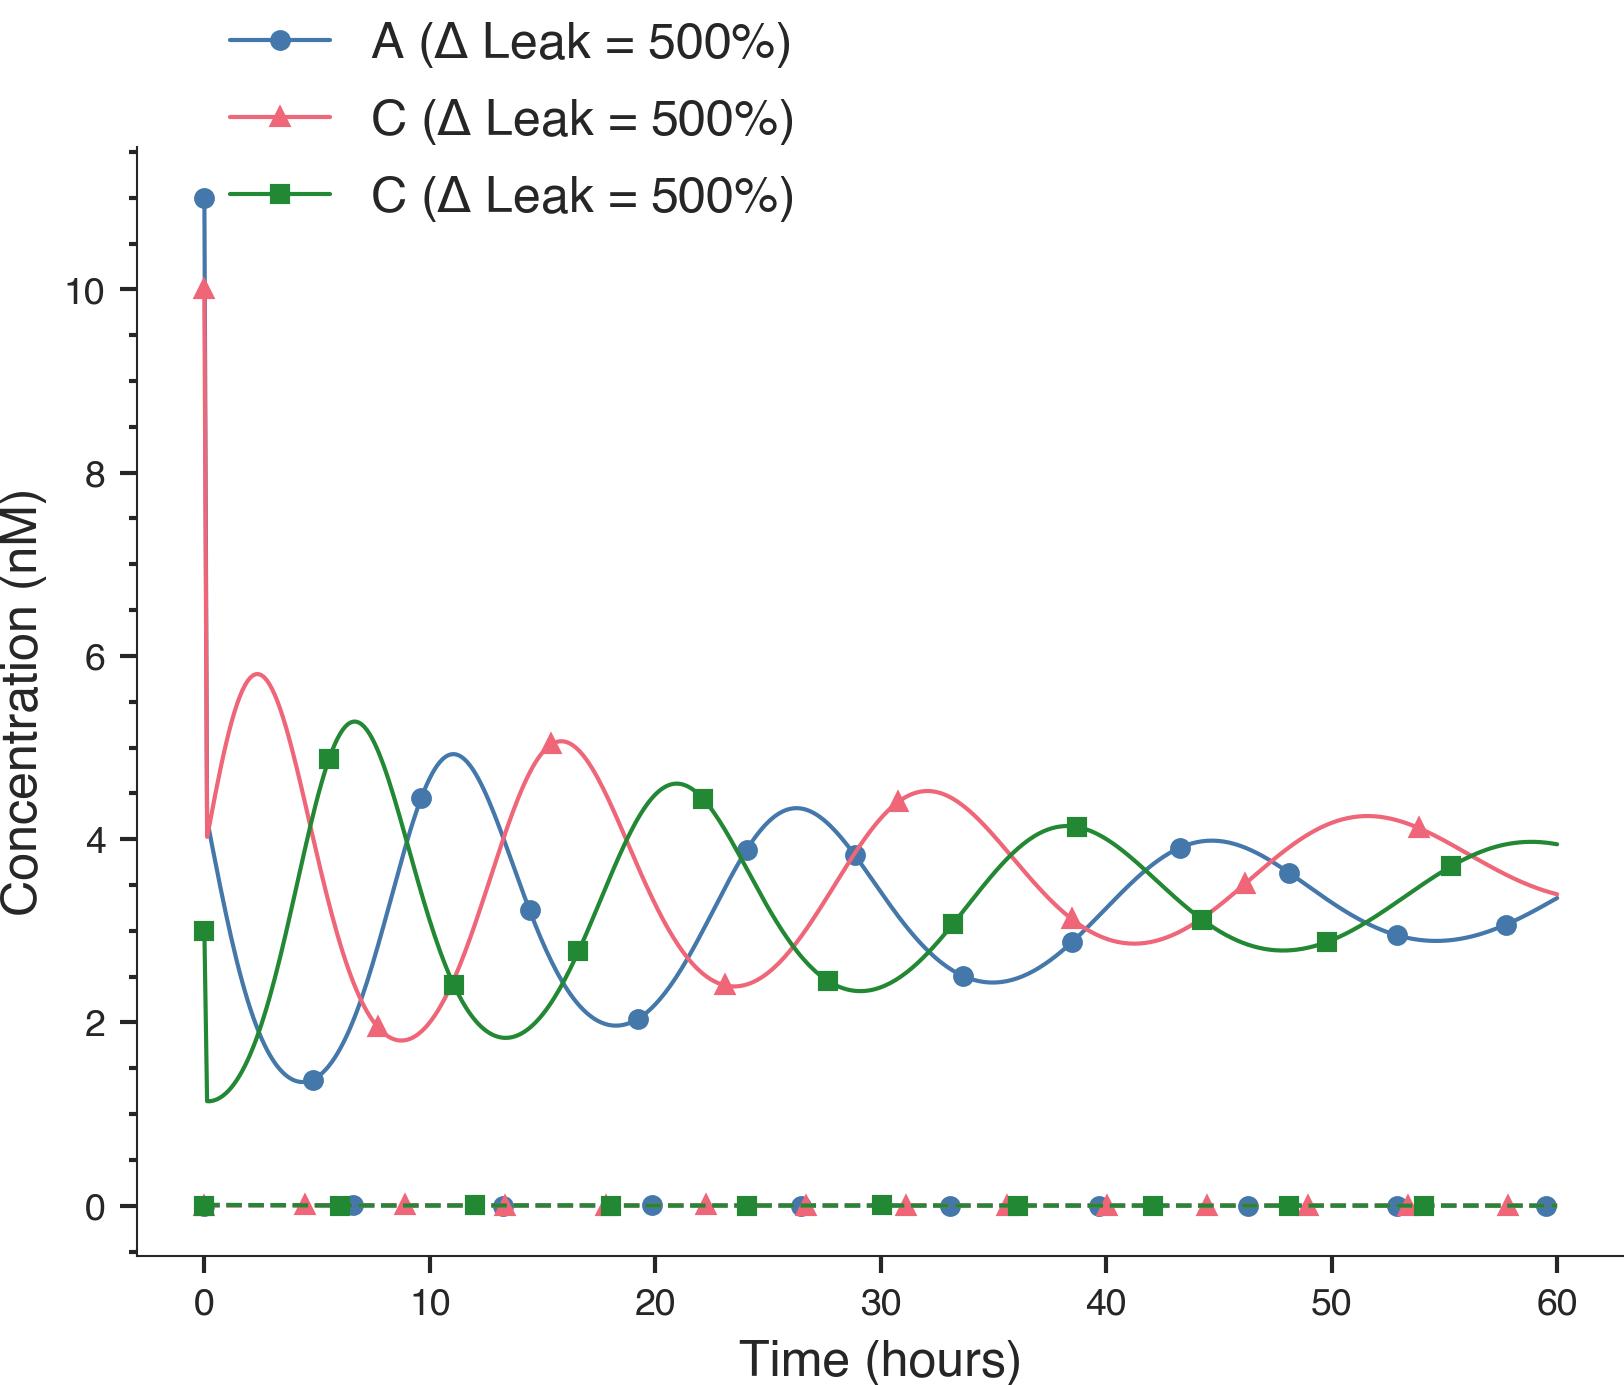 A (Δ Leak = 500%)
C (Δ Leak = 500%)
C (Δ Leak = 500%)
Concentration (nM)
10
8
6
4
2
0
0 10 20 30 40 50 60
Time (hours)